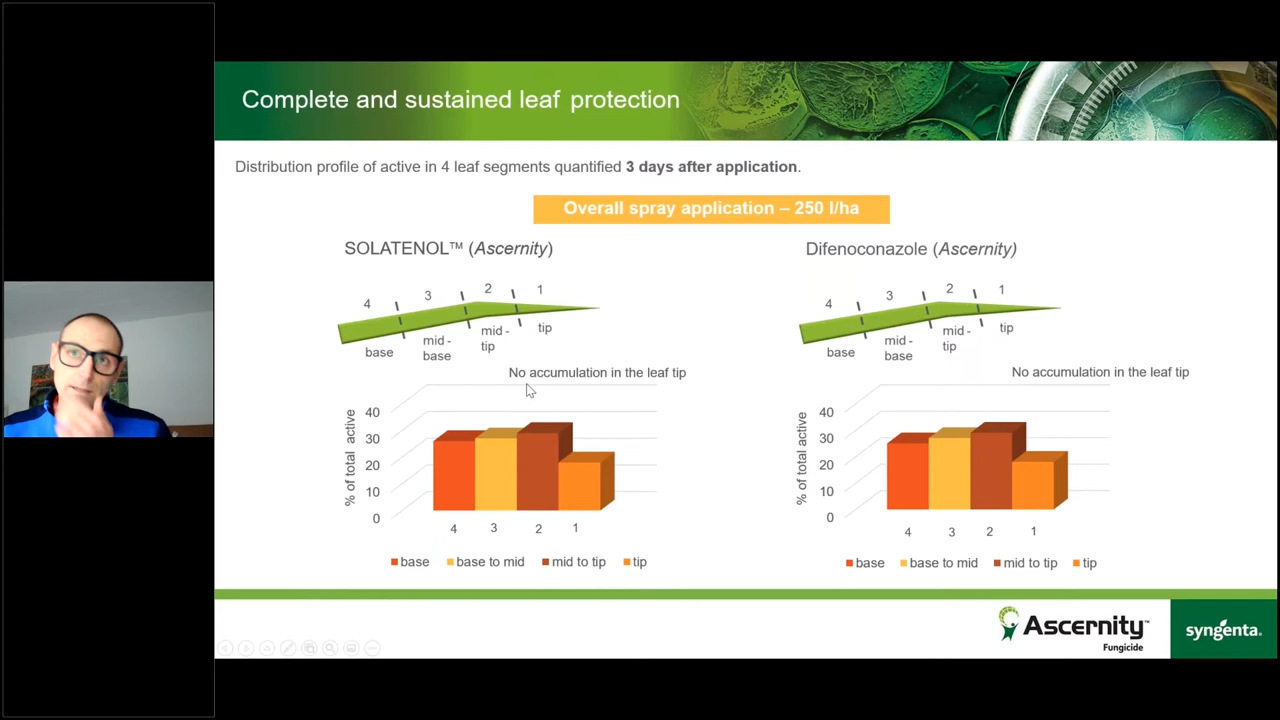 Complete and sustained leaf protection
Distribution profile of active in 4 leaf segments quantified 3 days after application.
Overall spray application – 250 l/ha
SOLATENOL™ (Ascernity)
4
3
2
1
base
mid -
base
mid -
tip
tip
No accumulation in the leaf tip
% of total active
40
30
20
10
0
4
3
2
1
base
base to mid
mid to tip
tip
Difenoconazole (Ascernity)
4
3
2
1
base
mid -
base
mid -
tip
tip
No accumulation in the leaf tip
% of total active
40
30
20
10
0
4
3
2
1
base
base to mid
mid to tip
tip
Ascernity™
Fungicide
syngenta.